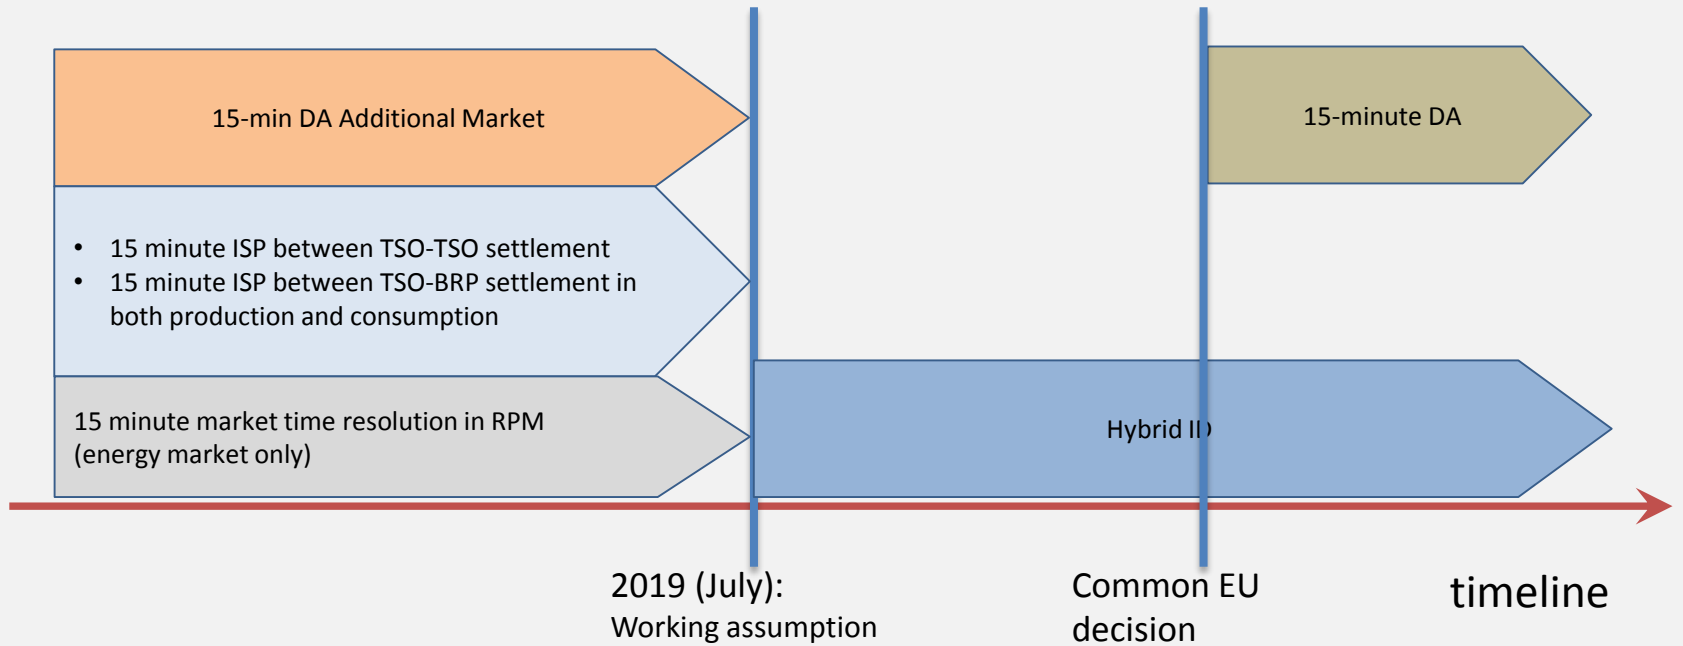 15-min DA Additional Market
15-minute DA
• 15 minute ISP between TSO-TSO settlement
• 15 minute ISP between TSO-BRP settlement in
both production and consumption
15 minute market time resolution in RPM
(energy market only)
Hybrid ID
2019 (July):
Working assumption
Common EU
decision
timeline